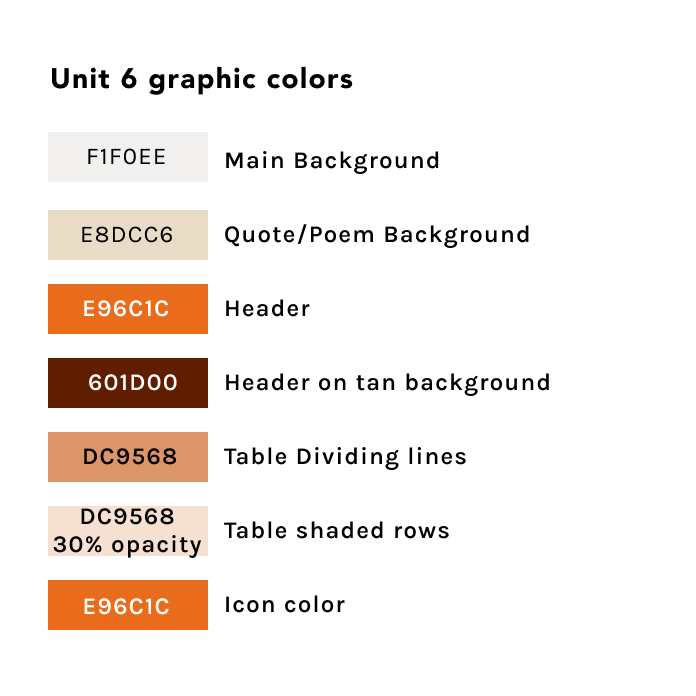 Unit 6 graphic colors
F1F0EE Main Background
E8DCC6 Quote/Poem Background
E96C1C Header
601D00 Header on tan background
DC9568 Table Dividing lines
DC9568
30% opacity Table shaded rows
E96C1C Icon color